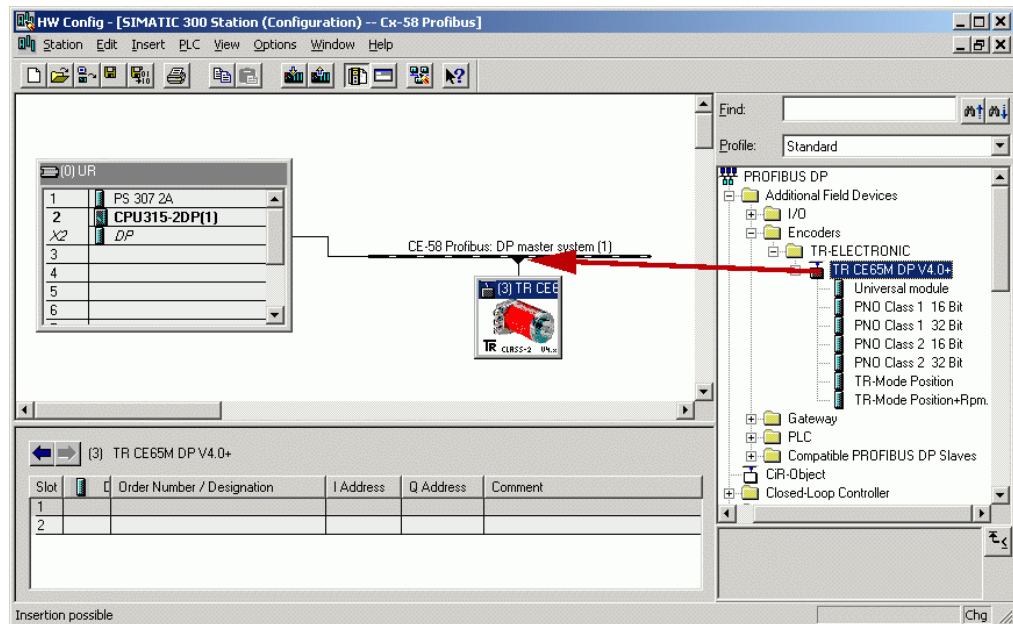 HW Config - [SIMATIC 300 Station (Configuration) -- Cx-58 Profibus]
Station Edit Insert PLC View Options Window Help
(0) UR
1 PS 307 2A
2 CPU315-2DP(1)
X2 DP
3
4
5
6
CE-58 Profibus: DP master system (1)
(3) TR CE6
TR CLASS-2 V4.x
Find:
Profile: Standard
PROFIBUS DP
Additional Field Devices
I/O
Encoders
TR-ELECTRONIC
TR CE65M DP V4.0+
Universal module
PNO Class 1 16 Bit
PNO Class 1 32 Bit
PNO Class 2 16 Bit
PNO Class 2 32 Bit
TR-Mode Position
TR-Mode Position+Rpm.
Gateway
PLC
Compatible PROFIBUS DP Slaves
CiR-Object
Closed-Loop Controller
(3) TR CE65M DP V4.0+
Slot D Order Number / Designation I Address Q Address Comment
1
2
Insertion possible
Chg